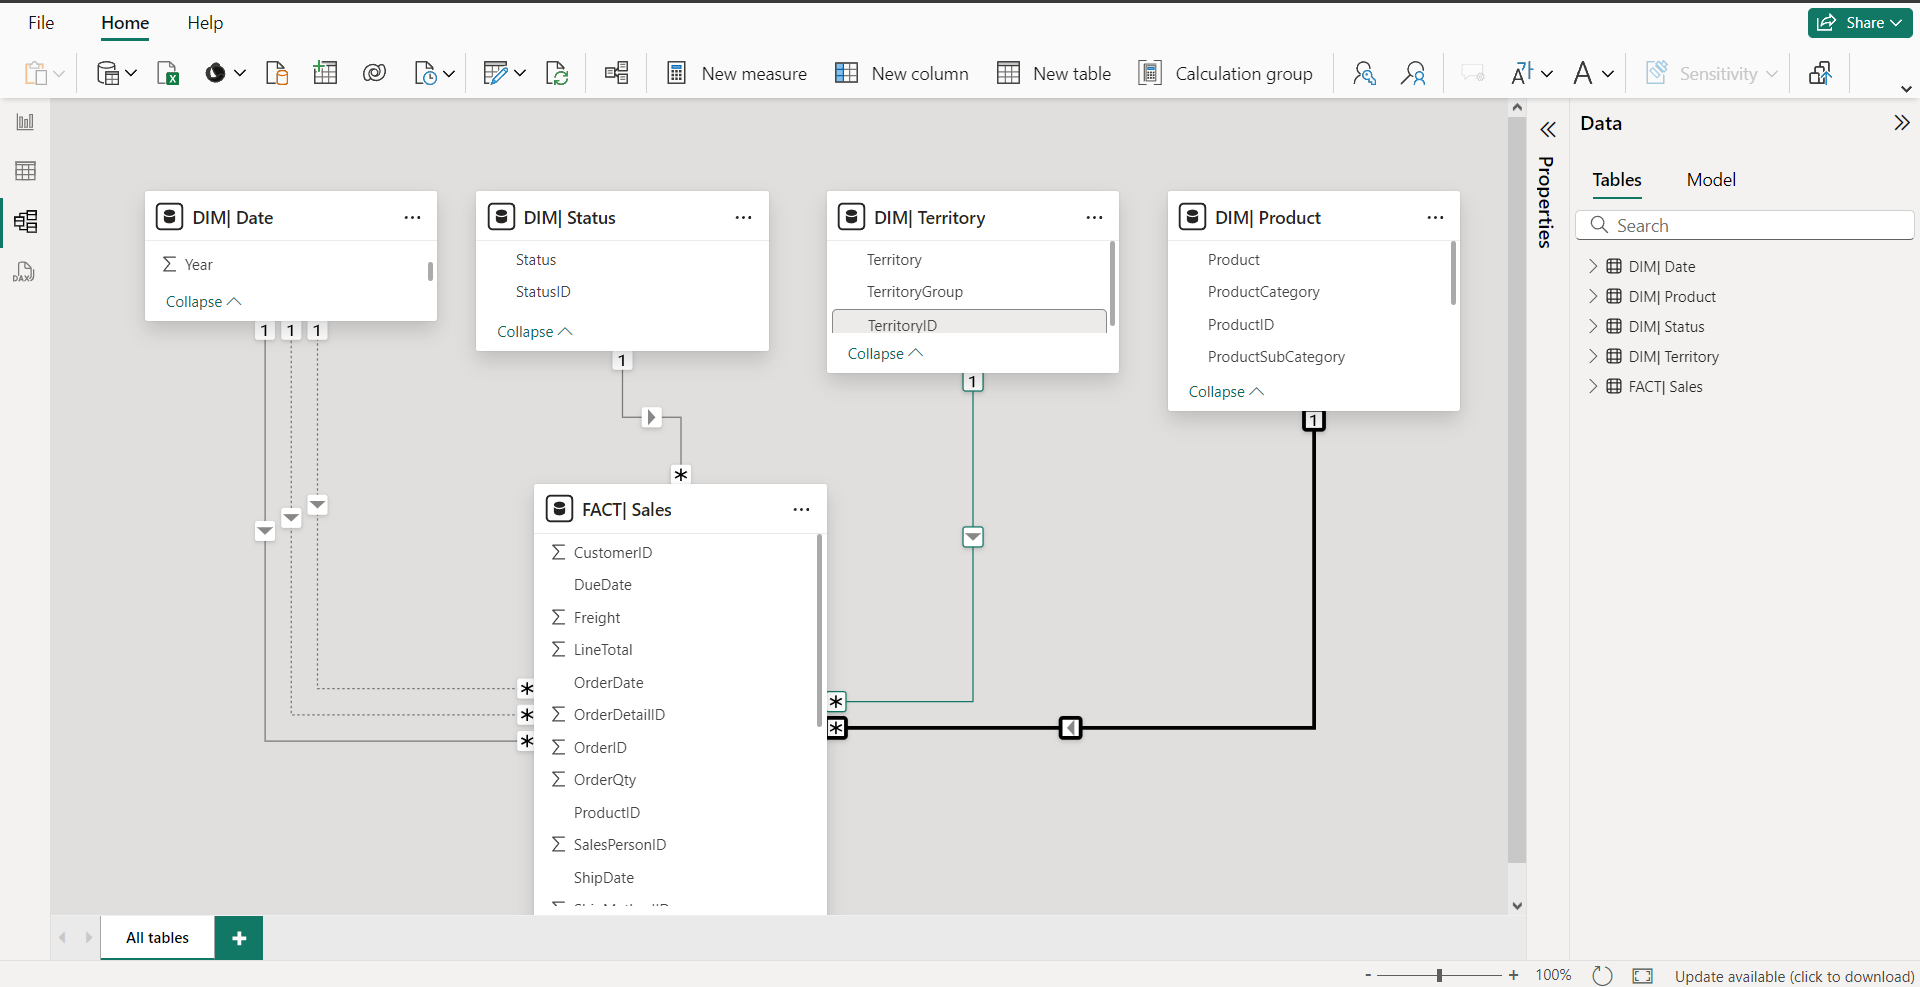 File Home Help
Share
New measure New column New table Calculation group Sensitivity
Properties
Data
Tables Model
Search
DIM| Date
DIM| Product
DIM| Status
DIM| Territory
FACT| Sales
DIM| Date
Year
Collapse
1 1 1
DIM| Status
Status
StatusID
Collapse
1
*
DIM| Territory
Territory
TerritoryGroup
TerritoryID
Collapse
1
DIM| Product
Product
ProductCategory
ProductID
ProductSubCategory
Collapse
1
FACT| Sales
CustomerID
DueDate
Freight
LineTotal
OrderDate
OrderDetailID
OrderID
OrderQty
ProductID
SalesPersonID
ShipDate
*
*
*
*
*
DAX
All tables +
- + 100% Update available (click to download)